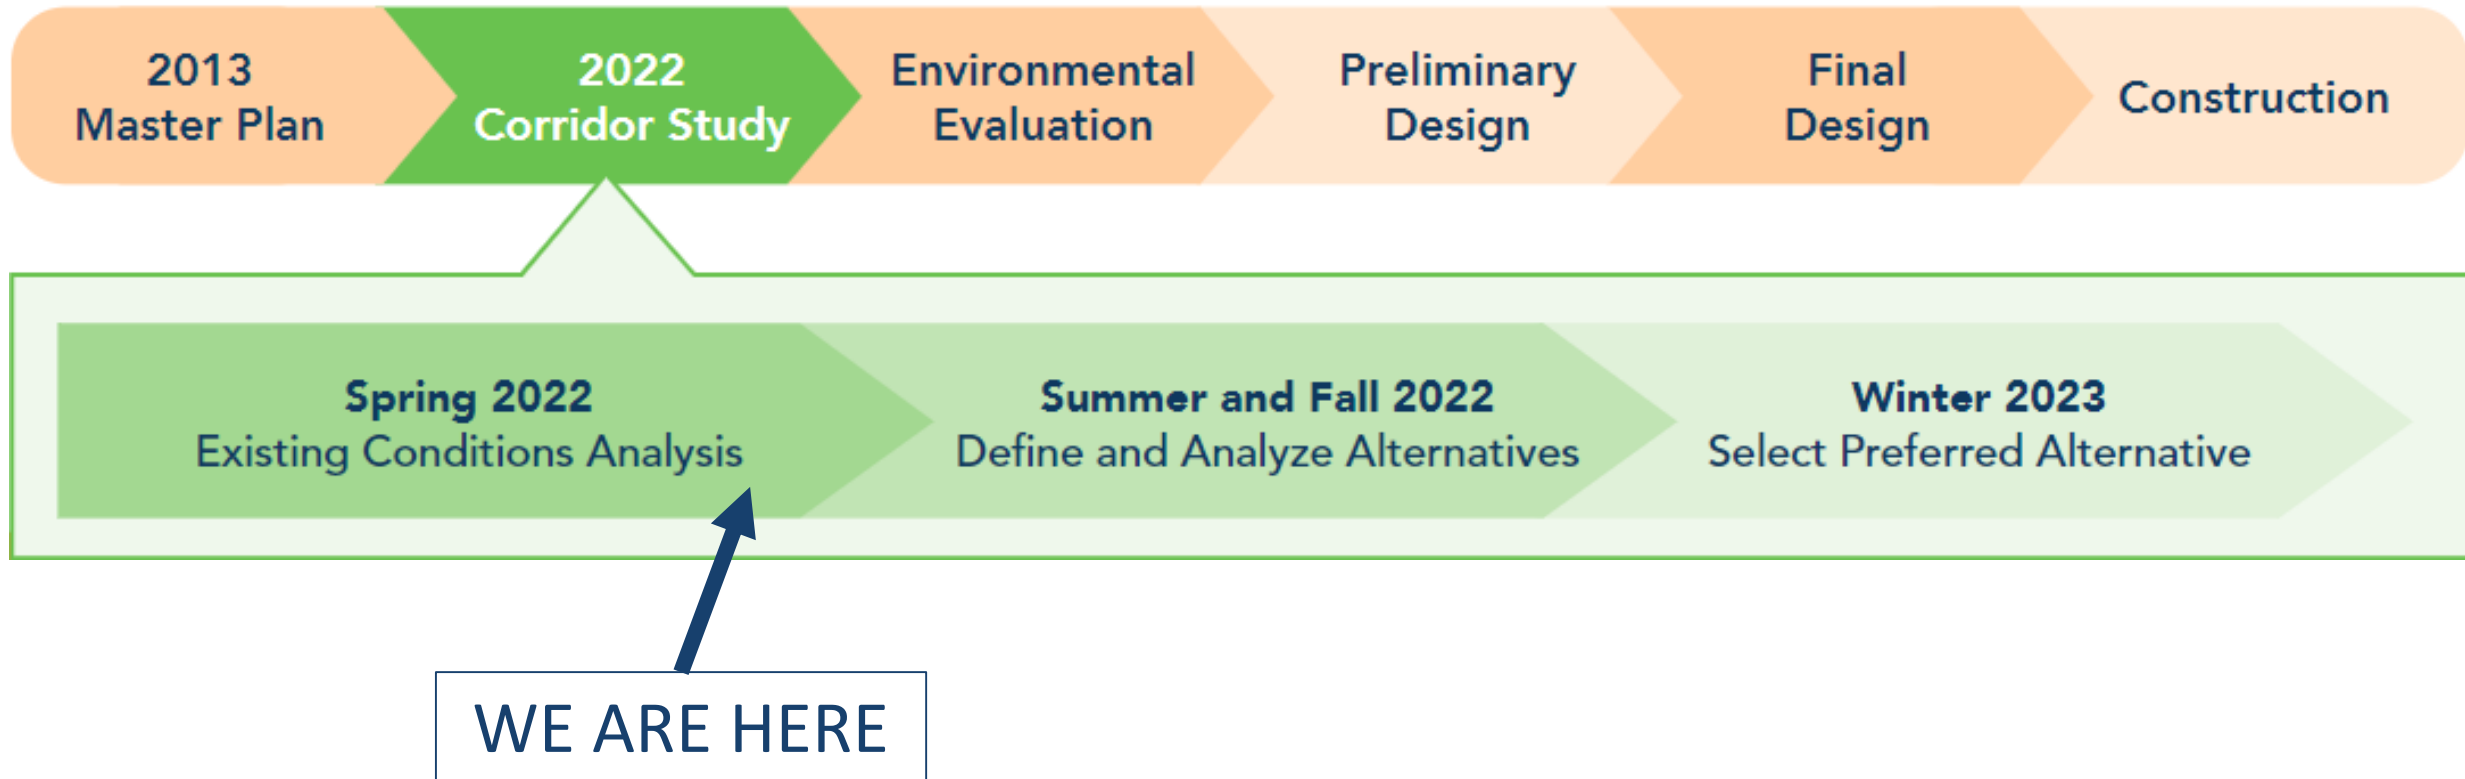 2013
Master Plan
2022
Corridor Study
Environmental
Evaluation
Preliminary
Design
Final
Design
Construction
Spring 2022
Existing Conditions Analysis
Summer and Fall 2022
Define and Analyze Alternatives
Winter 2023
Select Preferred Alternative
WE ARE HERE